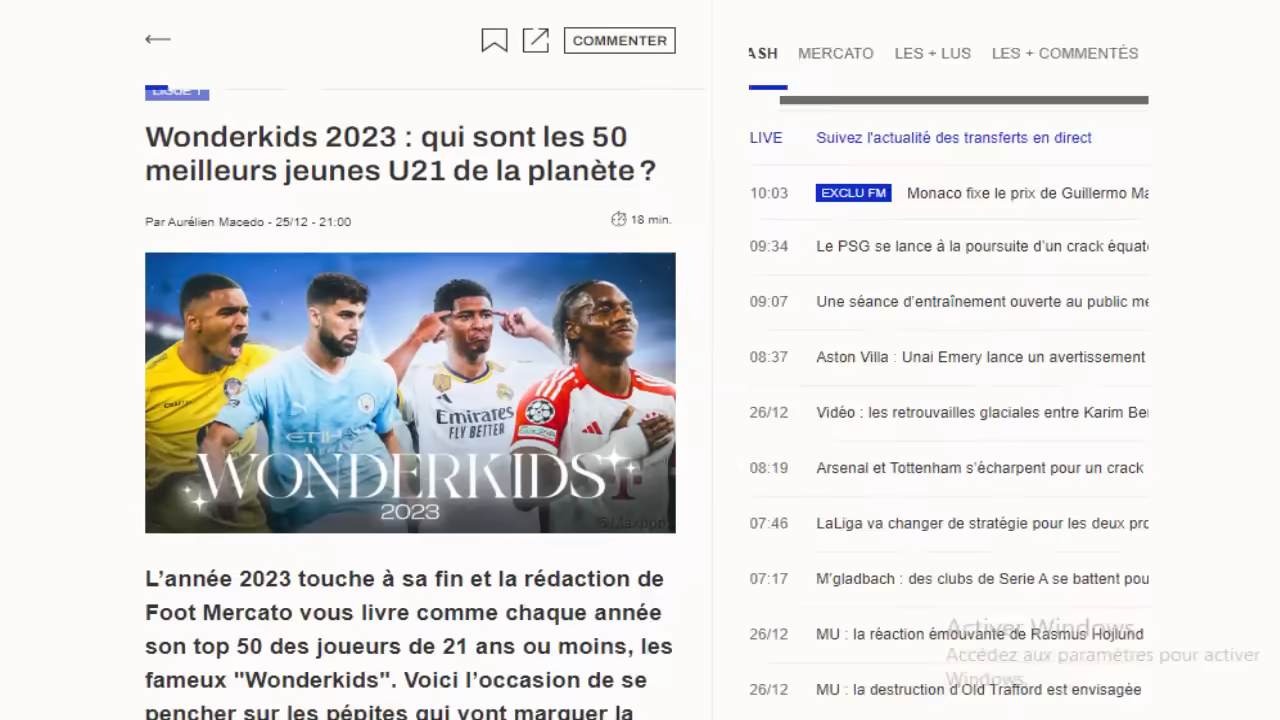 COMMENTER
LIGUE 1
Wonderkids 2023 : qui sont les 50
meilleurs jeunes U21 de la planète ?
Par Aurélien Macedo - 25/12 - 21:00
18 min.
Emirates
FLY BETTER
ETIH
WONDERKIDS
2023
L’année 2023 touche à sa fin et la rédaction de
Foot Mercato vous livre comme chaque année
son top 50 des joueurs de 21 ans ou moins, les
fameux "Wonderkids". Voici l’occasion de se
pencher sur les pépites qui vont marquer la
ASH MERCATO LES + LUS LES + COMMENTÉS
LIVE Suivez l'actualité des transferts en direct
10:03 EXCLU FM Monaco fixe le prix de Guillermo Ma
09:34 Le PSG se lance à la poursuite d’un crack équat
09:07 Une séance d’entraînement ouverte au public me
08:37 Aston Villa : Unai Emery lance un avertissement
26/12 Vidéo : les retrouvailles glaciales entre Karim Be
08:19 Arsenal et Tottenham s’écharpent pour un crack
07:46 LaLiga va changer de stratégie pour les deux pro
07:17 M’gladbach : des clubs de Serie A se battent pou
26/12 MU : la réaction émouvante de Rasmus Hojlund
26/12 MU : la destruction d’Old Trafford est envisagée
Activer Windows
Accédez aux paramètres pour activer
Windows.